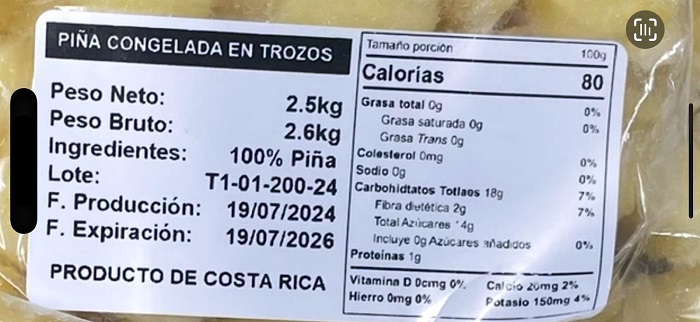 PIÑA CONGELADA EN TROZOS
Peso Neto: 2.5kg
Peso Bruto: 2.6kg
Ingredientes: 100% Piña
Lote: T1-01-200-24
F. Producción: 19/07/2024
F. Expiración: 19/07/2026
PRODUCTO DE COSTA RICA
Tamaño porción 100g
Calorías 80
Grasa total 0g 0%
Grasa saturada 0g 0%
Grasa Trans 0g
Colesterol 0mg 0%
Sodio 0g 0%
Carbohidtatos Totlaos 18g 7%
Fibra dietética 2g 7%
Total Azúcares
Incluye 0g Azúcares añadidos 0%
Proteínas 1g
Vitamina D 0cmg 0% Calcio 20mg 2%
Hierro 0mg 0% Potasio 150mg 4%